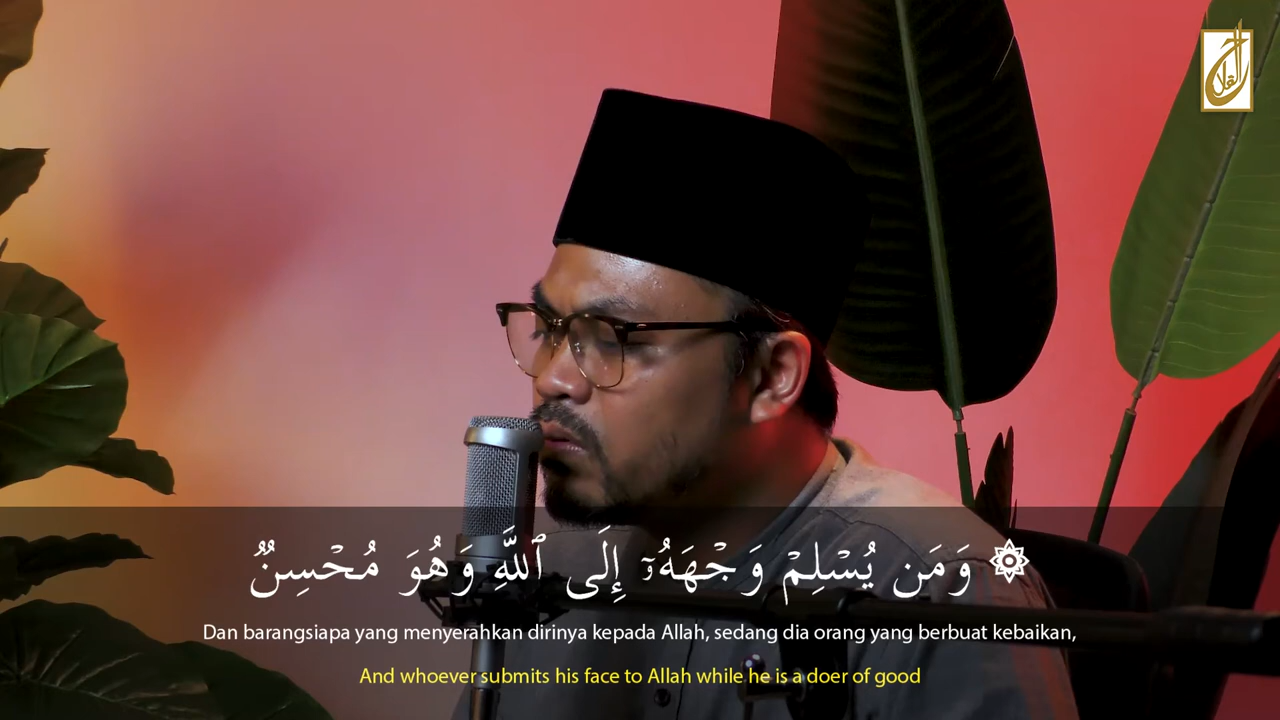 ۞ وَمَن يُسْلِمْ وَجْهَهُۥٓ إِلَى ٱللَّهِ وَهُوَ مُحْسِنٌۭ
Dan barangsiapa yang menyerahkan dirinya kepada Allah, sedang dia orang yang berbuat kebaikan,
And whoever submits his face to Allah while he is a doer of good